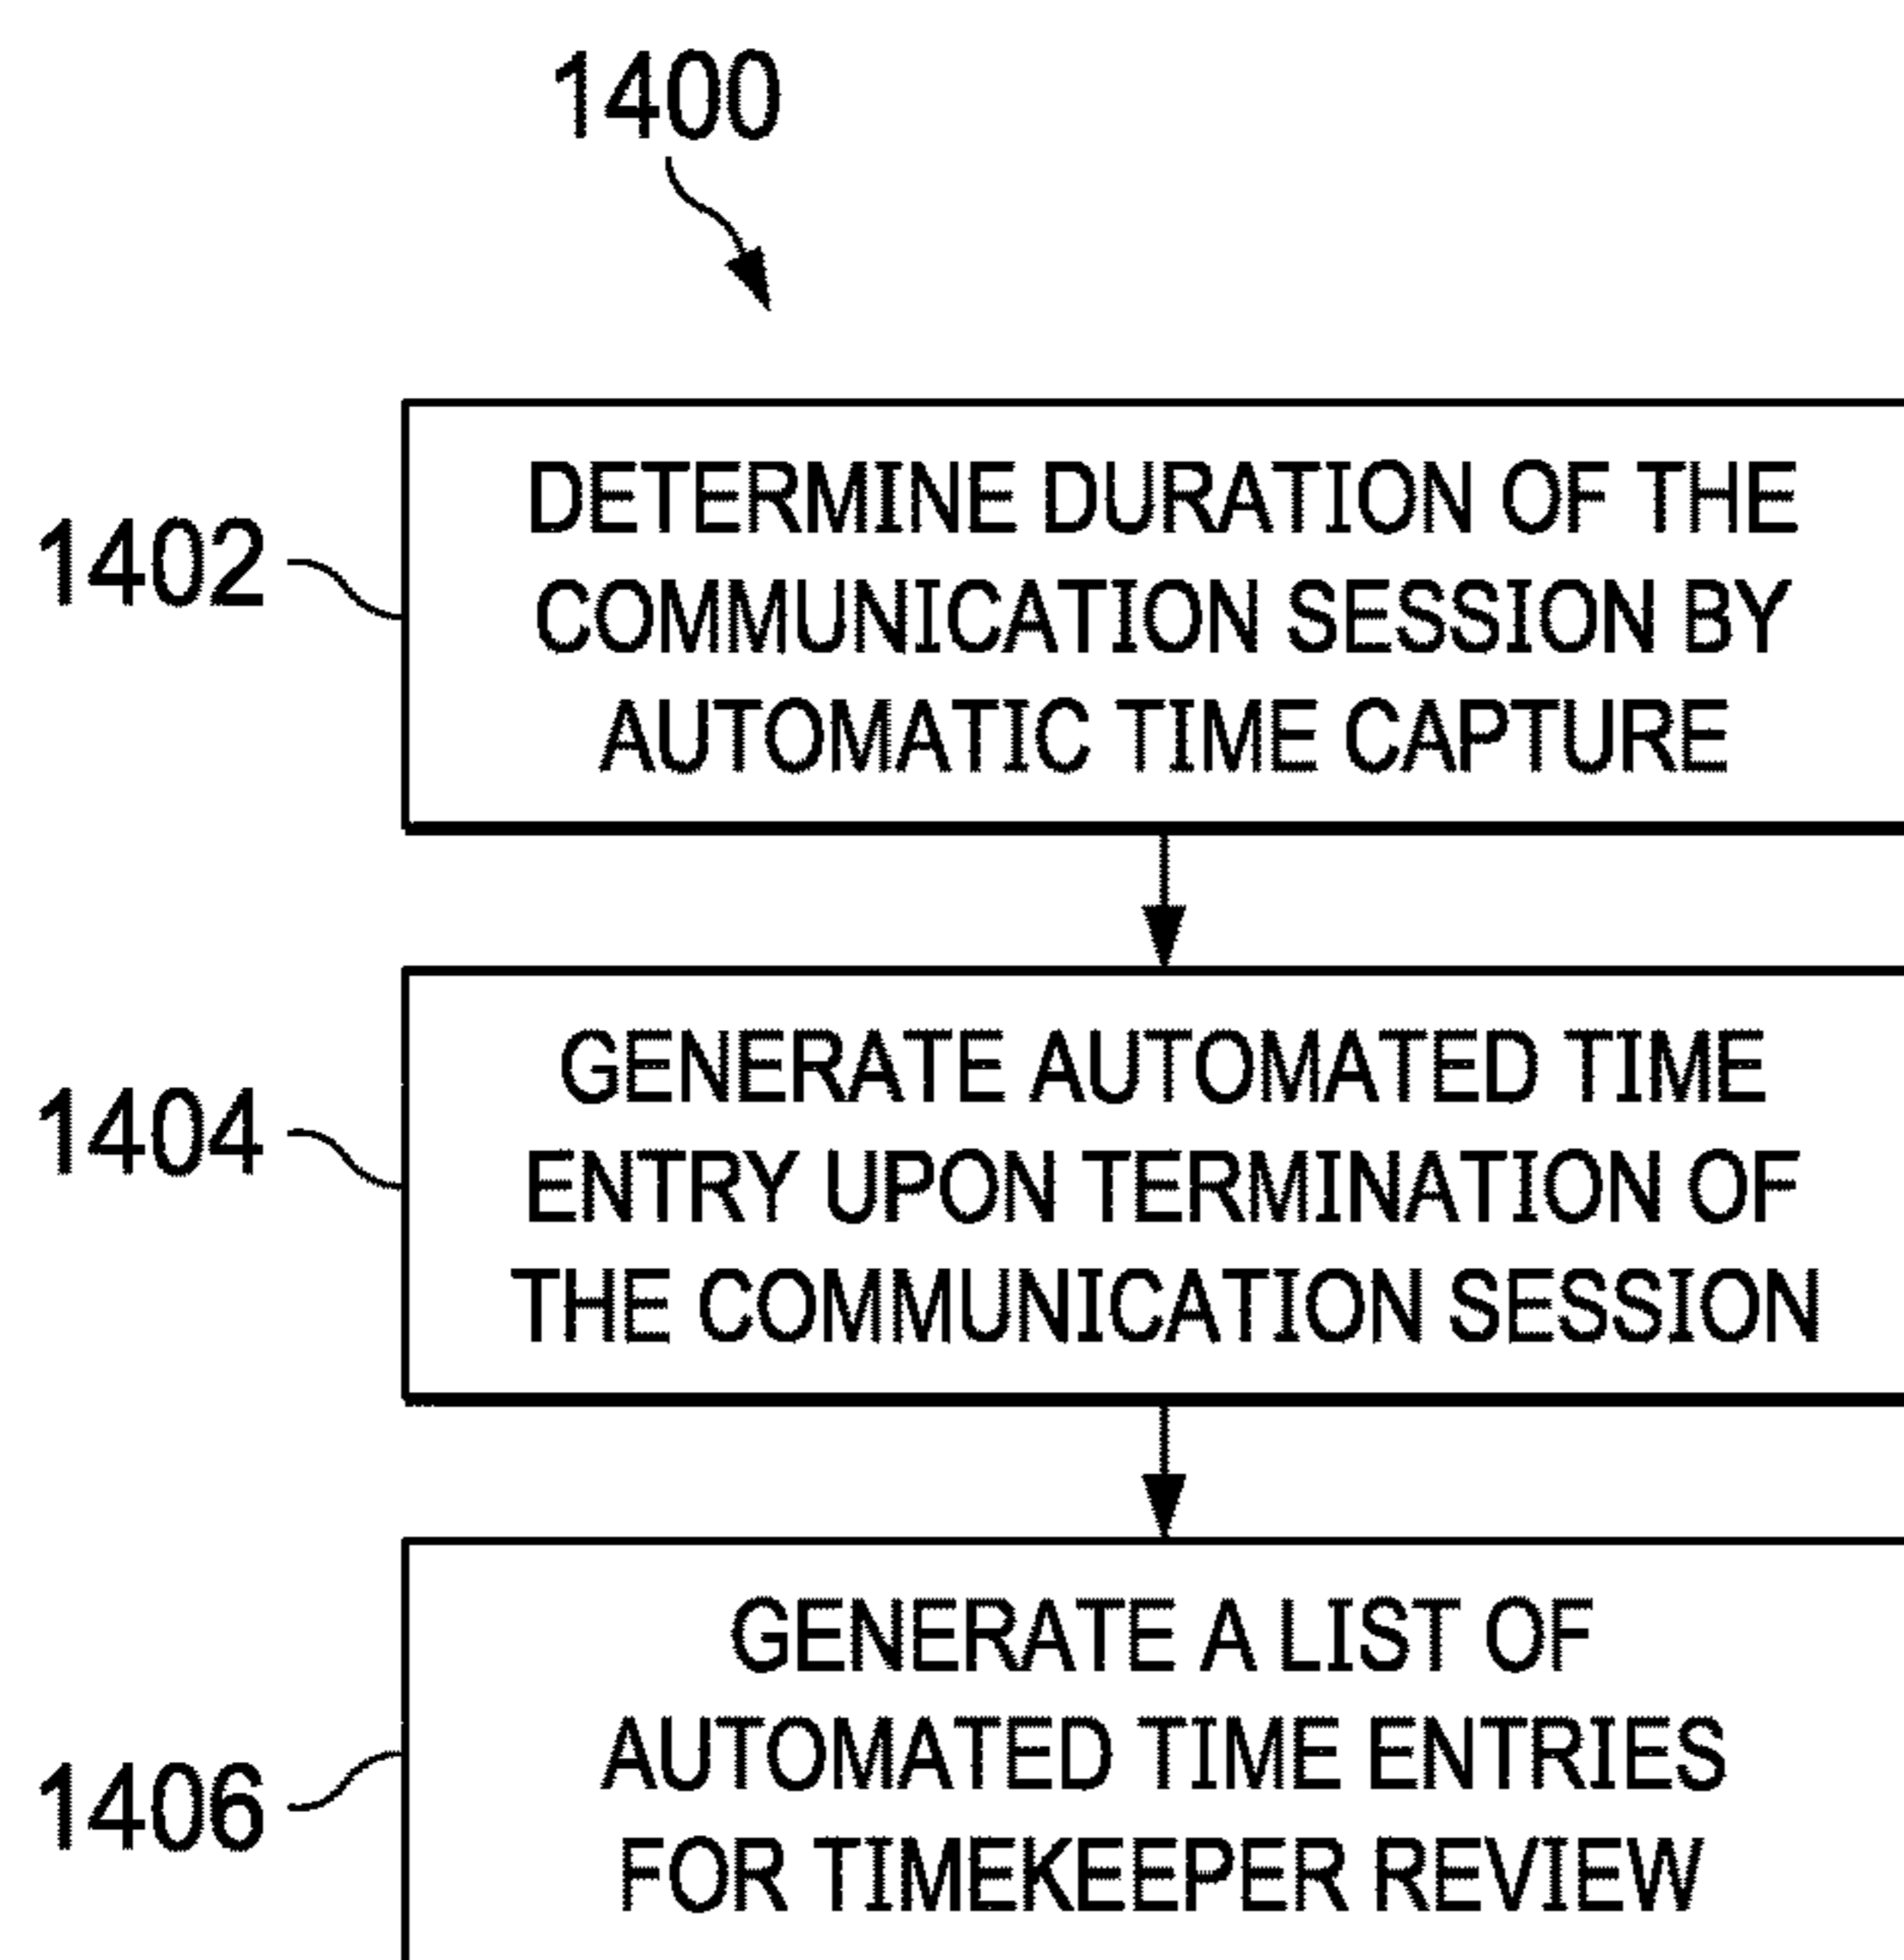 1400
1402
DETERMINE DURATION OF THE
COMMUNICATION SESSION BY
AUTOMATIC TIME CAPTURE
1404
GENERATE AUTOMATED TIME
ENTRY UPON TERMINATION OF
THE COMMUNICATION SESSION
1406
GENERATE A LIST OF
AUTOMATED TIME ENTRIES
FOR TIMEKEEPER REVIEW